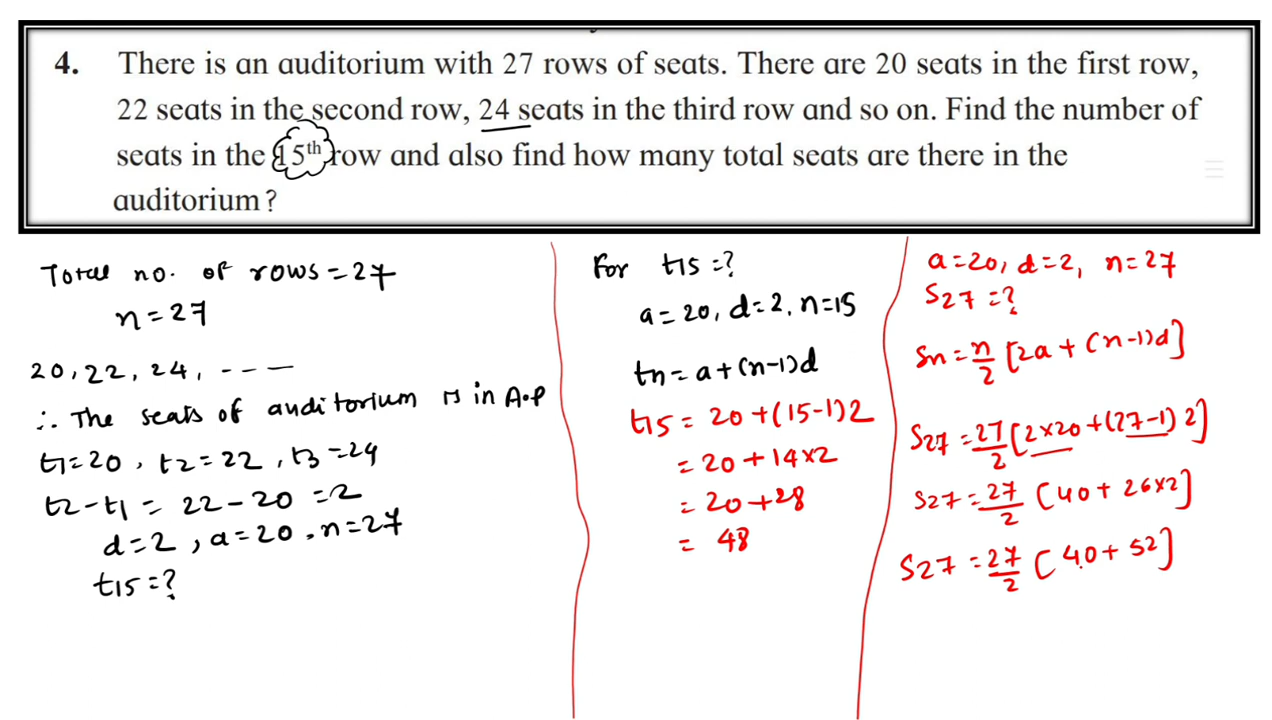 4. There is an auditorium with 27 rows of seats. There are 20 seats in the first row,
22 seats in the second row, 24 seats in the third row and so on. Find the number of
seats in the 15th row and also find how many total seats are there in the
auditorium?
Total no. of rows = 27
n = 27
20, 22, 24, - - -
∴ The seats of auditorium is in A.P
t1 = 20, t2 = 22, t3 = 24
t2 - t1 = 22 - 20 = 2
d = 2, a = 20, n = 27
t15 = ?
For t15 = ?
a = 20, d = 2, n = 15
tn = a + (n-1)d
t15 = 20 + (15-1)2
= 20 + 14×2
= 20 + 28
= 48
a = 20, d = 2, n = 27
S27 = ?
Sn = n/2 [2a + (n-1)d]
S27 = 27/2 [2×20 + (27-1) 2]
S27 = 27/2 [40 + 26×2]
S27 = 27/2 [40 + 52]